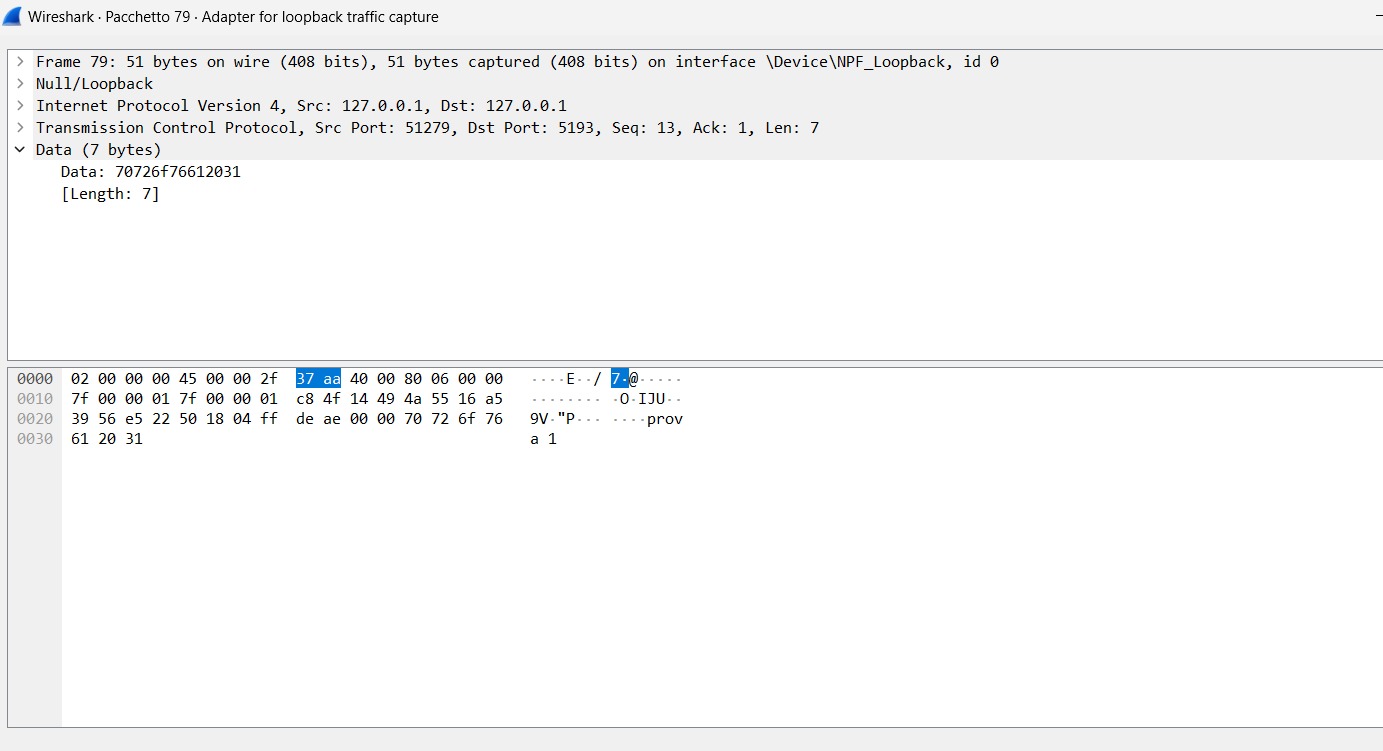 Wireshark · Pacchetto 79 · Adapter for loopback traffic capture
Frame 79: 51 bytes on wire (408 bits), 51 bytes captured (408 bits) on interface \Device\NPF_Loopback, id 0
Null/Loopback
Internet Protocol Version 4, Src: 127.0.0.1, Dst: 127.0.0.1
Transmission Control Protocol, Src Port: 51279, Dst Port: 5193, Seq: 13, Ack: 1, Len: 7
Data (7 bytes)
Data: 70726f76612031
[Length: 7]
0000 02 00 00 00 45 00 00 2f 37 aa 40 00 80 06 00 00 ····E··/ 7·@·····
0010 7f 00 00 01 7f 00 00 01 c8 4f 14 49 4a 55 16 a5 ········ ·O·IJU··
0020 39 56 e5 22 50 18 04 ff de ae 00 00 70 72 6f 76 9V·"P··· ····prov
0030 61 20 31 a 1